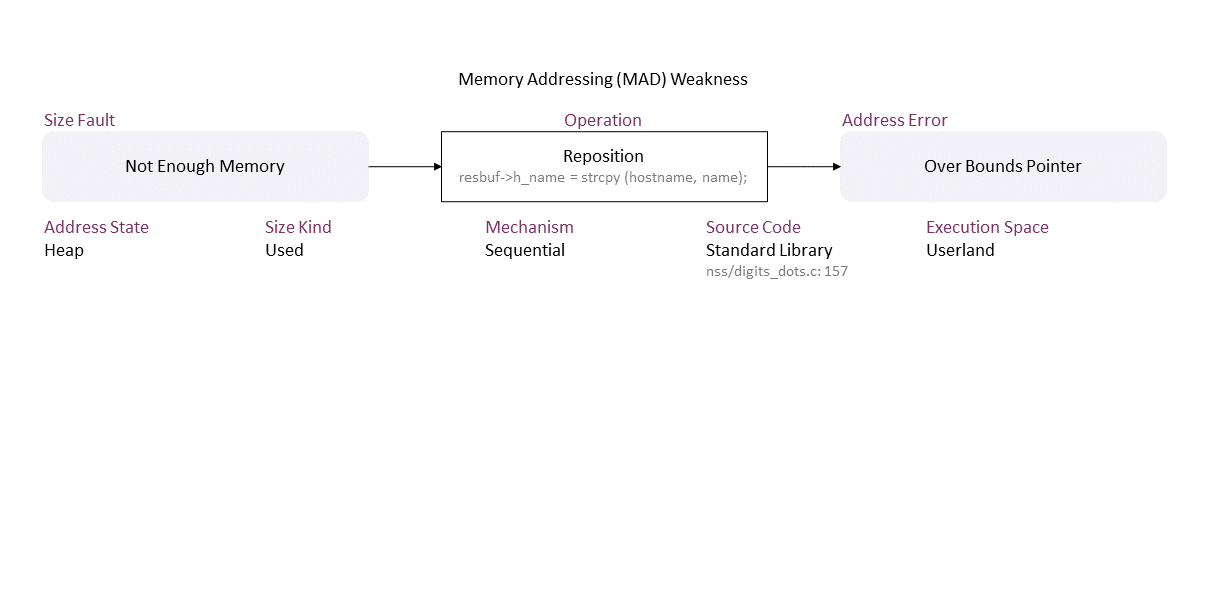 Memory Addressing (MAD) Weakness
Size Fault
Operation
Address Error
Not Enough Memory
Reposition
resbuf->h_name = strcpy (hostname, name);
Over Bounds Pointer
Address State
Size Kind
Mechanism
Source Code
Execution Space
Heap
Used
Sequential
Standard Library
Userland
nss/digits_dots.c: 157